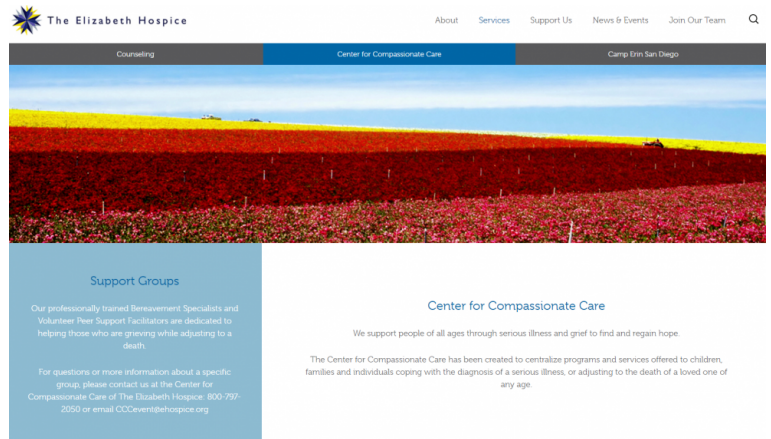 The Elizabeth Hospice
About Services Support Us News & Events Join Our Team
Counseling Center for Compassionate Care Camp Erin San Diego
Support Groups
Our professionally trained Bereavement Specialists and
Volunteer Peer Support Facilitators are dedicated to
helping those who are grieving while adjusting to a
death.
For questions or more information about a specific
group, please contact us at the Center for
Compassionate Care of The Elizabeth Hospice: 800-797-
2050 or email CCCevent@ehospice.org
Center for Compassionate Care
We support people of all ages through serious illness and grief to find and regain hope.
The Center for Compassionate Care has been created to centralize programs and services offered to children,
families and individuals coping with the diagnosis of a serious illness, or adjusting to the death of a loved one of
any age.